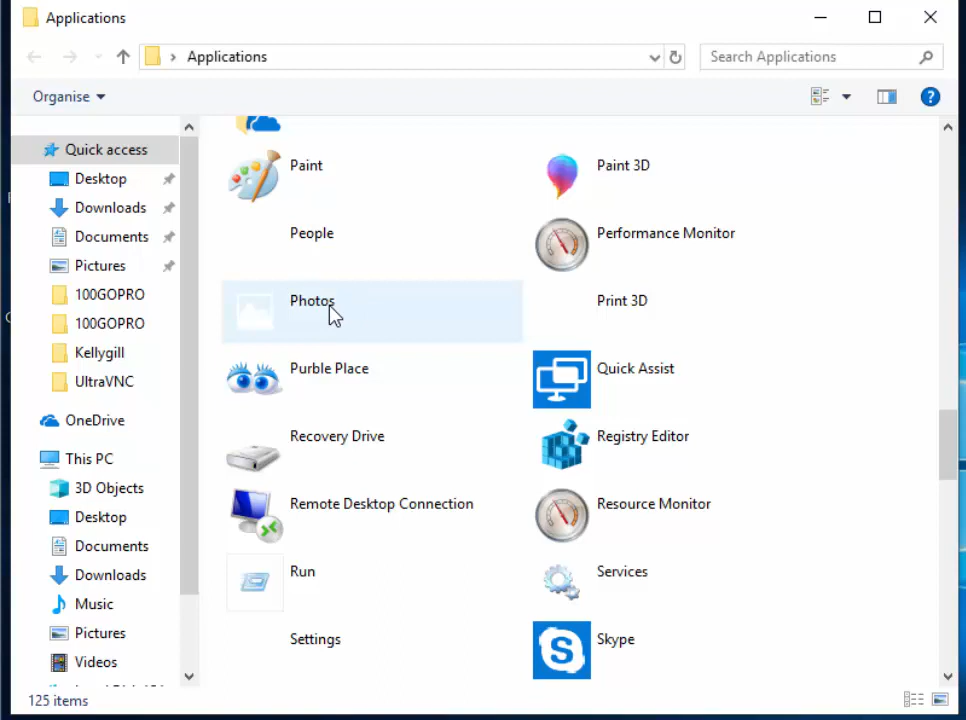 Applications
Applications
Search Applications
Organise
Quick access
Desktop
Downloads
Documents
Pictures
100GOPRO
100GOPRO
Kellygill
UltraVNC
OneDrive
This PC
3D Objects
Desktop
Documents
Downloads
Music
Pictures
Videos
Paint
Paint 3D
People
Performance Monitor
Photos
Print 3D
Purble Place
Quick Assist
Recovery Drive
Registry Editor
Remote Desktop Connection
Resource Monitor
Run
Services
Settings
Skype
125 items